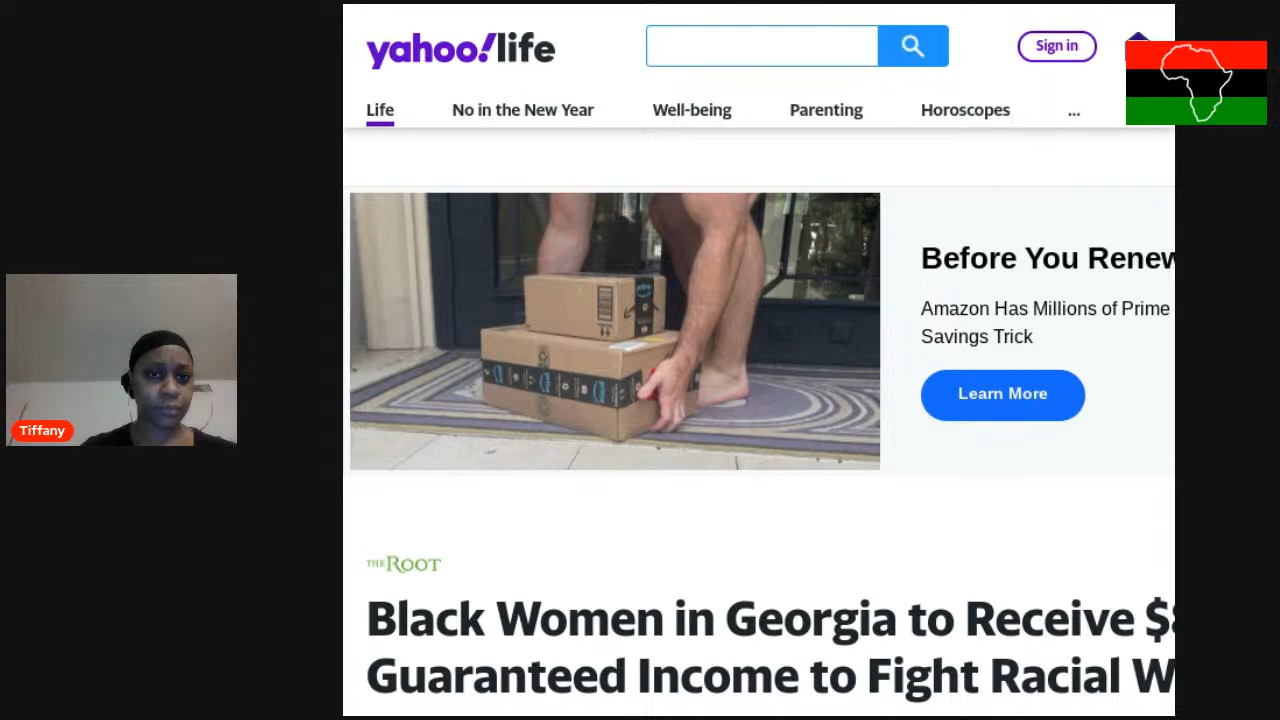 yahoo!life
Sign in
Life
No in the New Year
Well-being
Parenting
Horoscopes
...
Before You Renew
Amazon Has Millions of Prime
Savings Trick
Learn More
Tiffany
THE ROOT
Black Women in Georgia to Receive $
Guaranteed Income to Fight Racial W